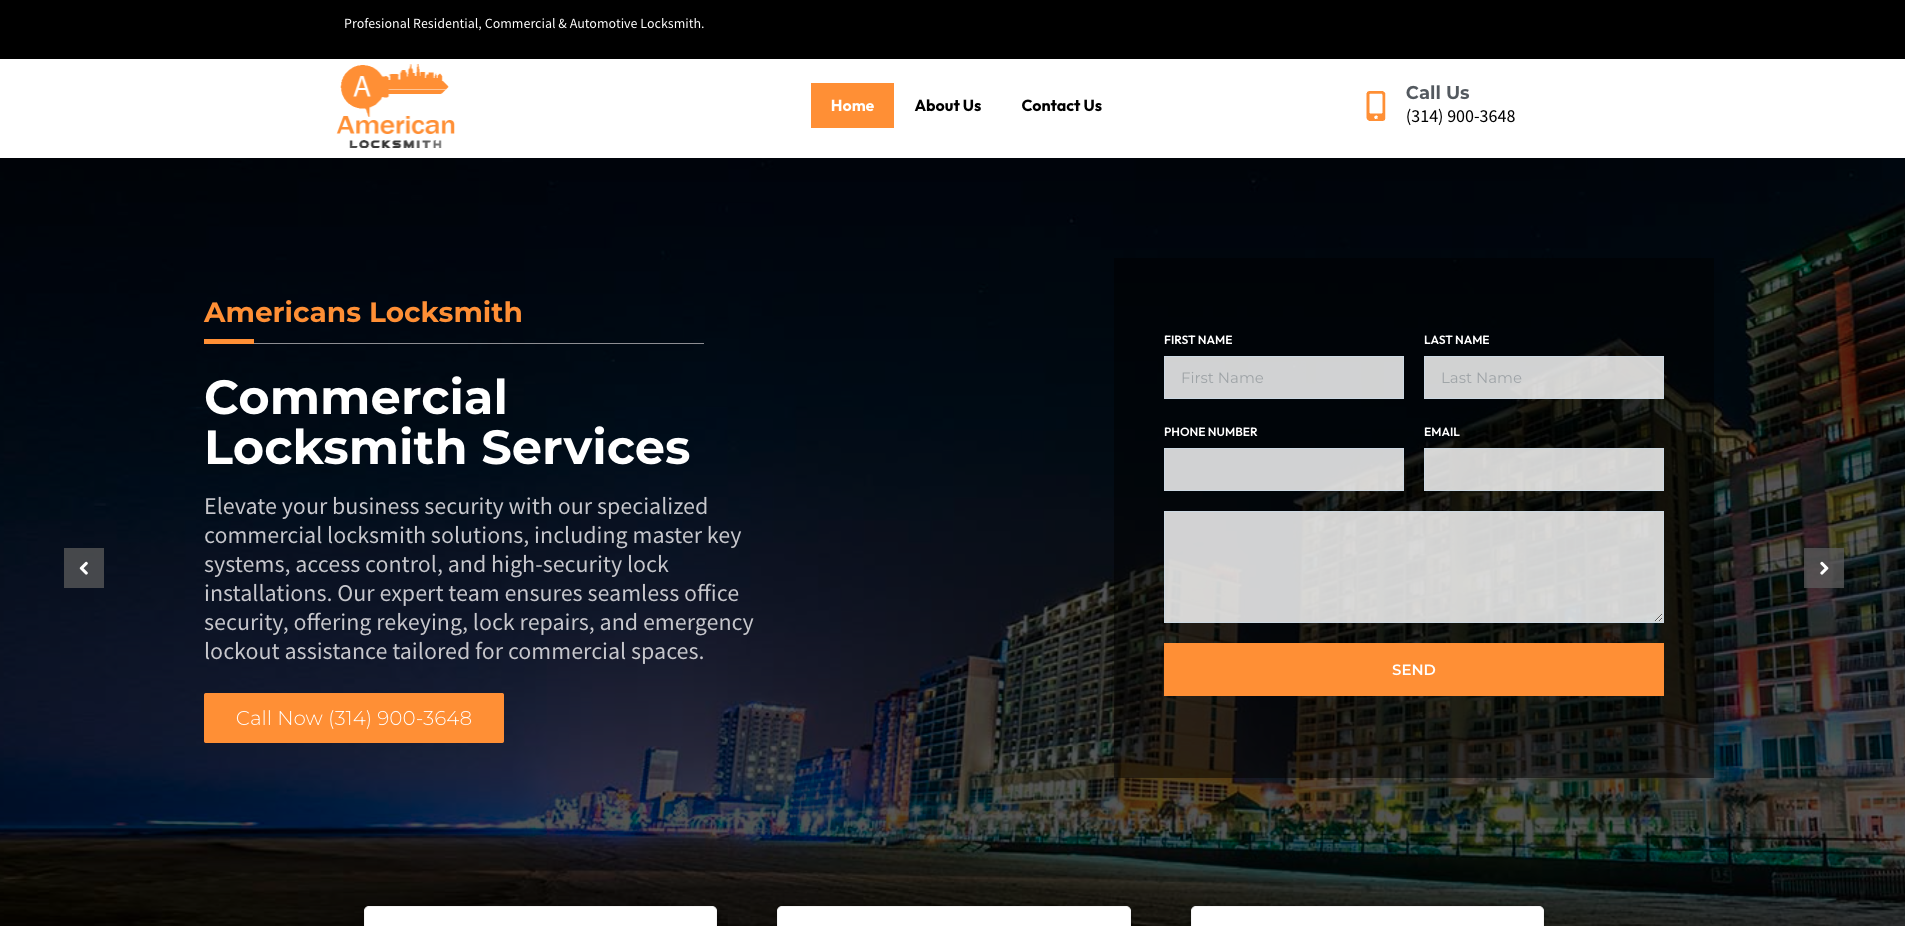 Profesional Residential, Commercial & Automotive Locksmith.
A
American
LOCKSMITH
Home
About Us
Contact Us
Call Us
(314) 900-3648
Americans Locksmith
Commercial
Locksmith Services
Elevate your business security with our specialized
commercial locksmith solutions, including master key
systems, access control, and high-security lock
installations. Our expert team ensures seamless office
security, offering rekeying, lock repairs, and emergency
lockout assistance tailored for commercial spaces.
Call Now (314) 900-3648
FIRST NAME
LAST NAME
First Name
Last Name
PHONE NUMBER
EMAIL
SEND